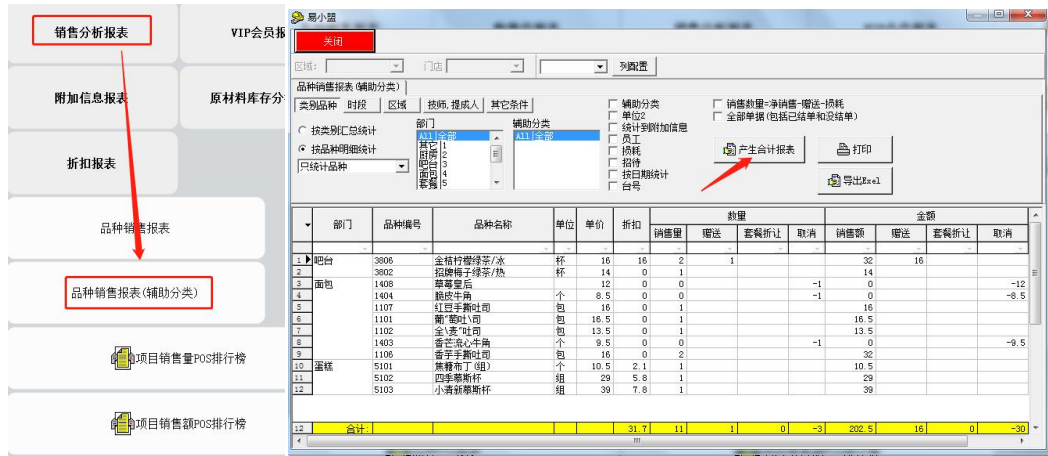 销售分析报表
VIP会员报
附加信息报表
原材料库存分
折扣报表
品种销售报表
品种销售报表(辅助分类)
项目销售量POS排行榜
项目销售额POS排行榜
易小盟
关闭
区域:
门店
列配置
品种销售报表(辅助分类)
类别品种 时段 区域 技师,提成人 其它条件
按类别汇总统计
按品种明细统计
只统计品种
部门
All 全部
其它 1
厨房 2
吧台 3
面包 4
套餐 5
辅助分类
All 全部
辅助分类
单位2
统计到附加信息
员工
损耗
招待
按日期统计
台号
销售数量=净销售-赠送-损耗
全部单据(包括已结单和没结单)
产生合计报表
打印
导出Excel
部门 品种编号 品种名称 单位 单价 折扣 数量 金额
销售量 赠送 套餐折让 取消 销售额 赠送 套餐折让 取消
1 吧台 3806 金桔柠檬绿茶/冰 杯 16 16 2 1 32 16
2 3802 招牌梅子绿茶/热 杯 14 0 1 14
3 面包 1408 草莓皇后 12 0 0 -1 0 -12
4 1404 脆皮牛角 个 8.5 0 0 -1 0 -8.5
5 1107 红豆手撕吐司 包 16 0 1 16
6 1101 葡“萄吐\司 包 16.5 0 1 16.5
7 1102 全\麦“吐司 包 13.5 0 1 13.5
8 1403 香芒流心牛角 个 9.5 0 0 -1 0 -9.5
9 1106 香芋手撕吐司 包 16 0 2 32
10 蛋糕 5101 焦糖布丁(组) 个 10.5 2.1 1 10.5
11 5102 四季慕斯杯 组 29 5.8 1 29
12 5103 小清新慕斯杯 组 39 7.8 1 39
12 合计: 31.7 11 1 0 -3 202.5 16 0 -30